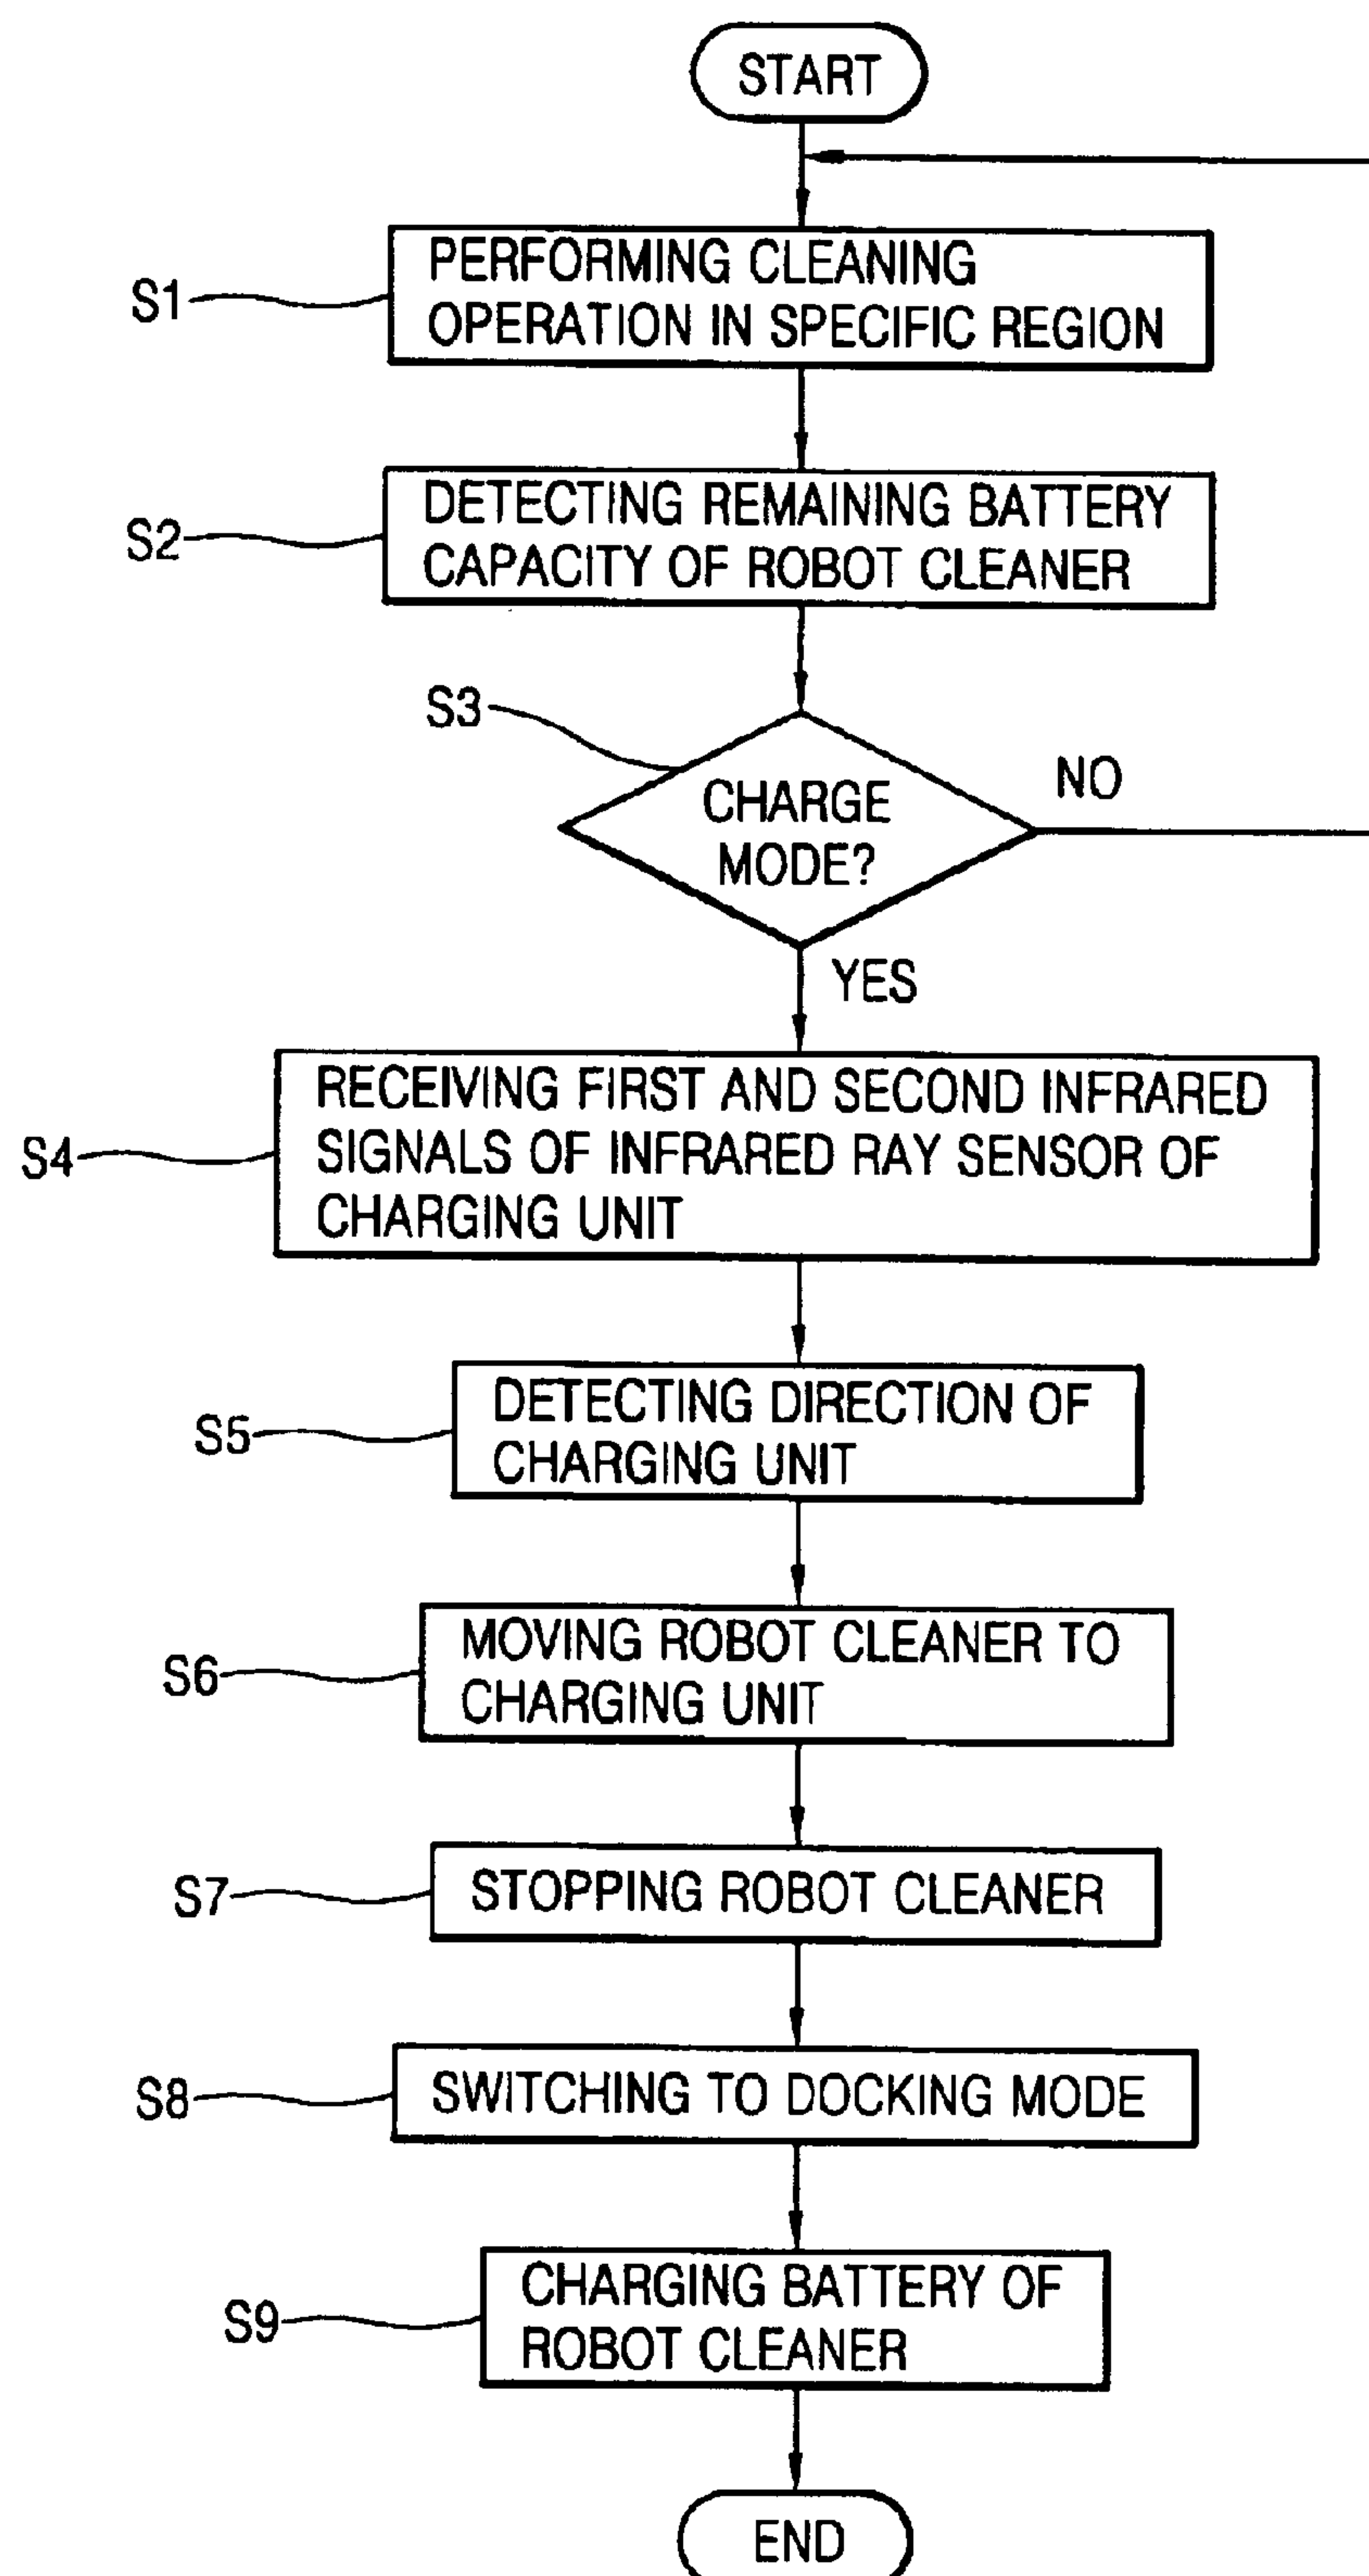 START
S1
PERFORMING CLEANING
OPERATION IN SPECIFIC REGION
S2
DETECTING REMAINING BATTERY
CAPACITY OF ROBOT CLEANER
S3
CHARGE
MODE?
NO
YES
S4
RECEIVING FIRST AND SECOND INFRARED
SIGNALS OF INFRARED RAY SENSOR OF
CHARGING UNIT
S5
DETECTING DIRECTION OF
CHARGING UNIT
S6
MOVING ROBOT CLEANER TO
CHARGING UNIT
S7
STOPPING ROBOT CLEANER
S8
SWITCHING TO DOCKING MODE
S9
CHARGING BATTERY OF
ROBOT CLEANER
END